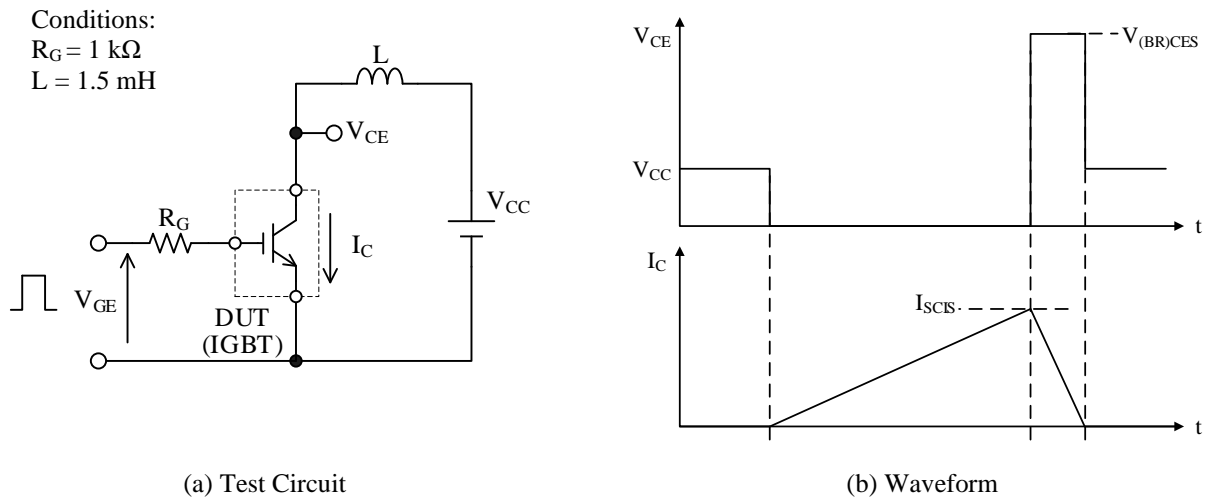 Conditions:
R_G = 1 kΩ
L = 1.5 mH
L
V_CE
V_CC
R_G
I_C
V_GE
DUT
(IGBT)
(a) Test Circuit
V_CE
V_(BR)CES
V_CC
t
I_C
I_SCIS
t
(b) Waveform